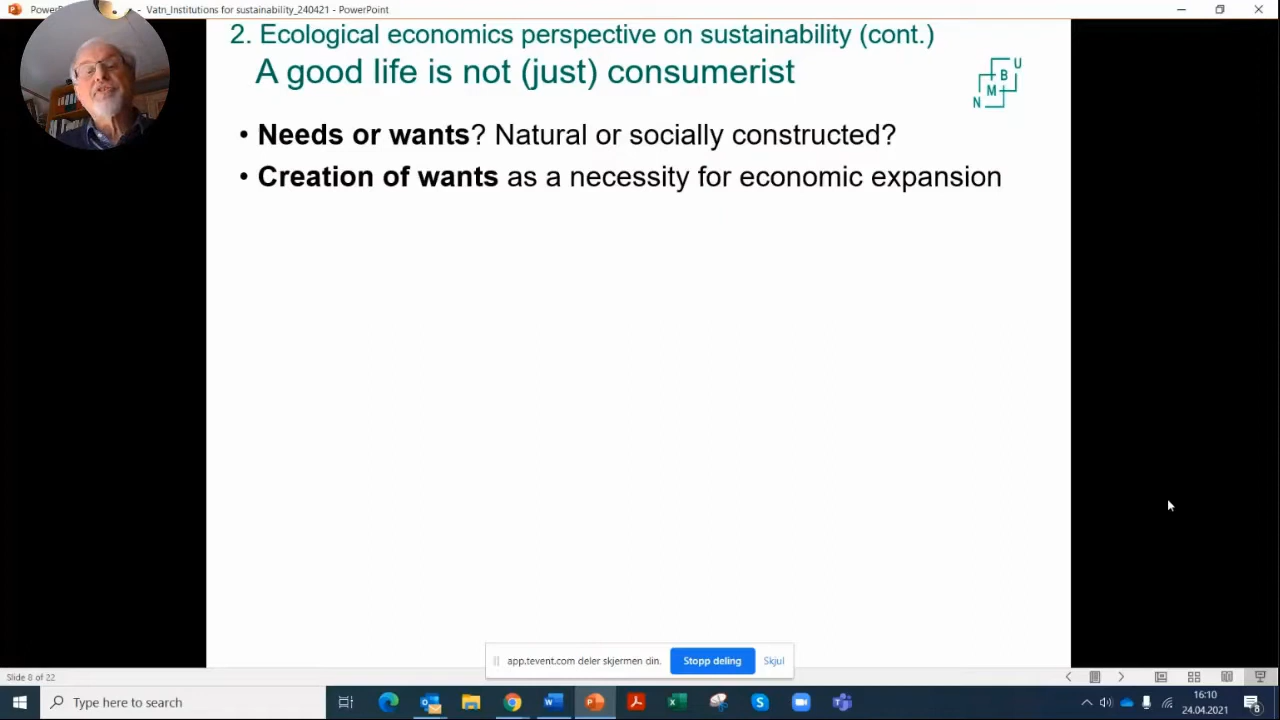 PowerP
- Vatn_Institutions for sustainability_240421 - PowerPoint
2. Ecological economics perspective on sustainability (cont.)
A good life is not (just) consumerist
N M B U
• Needs or wants? Natural or socially constructed?
• Creation of wants as a necessity for economic expansion
app.tevent.com deler skjermen din.
Stopp deling
Skjul
Slide 8 of 22
Type here to search
16:10
24.04.2021
8